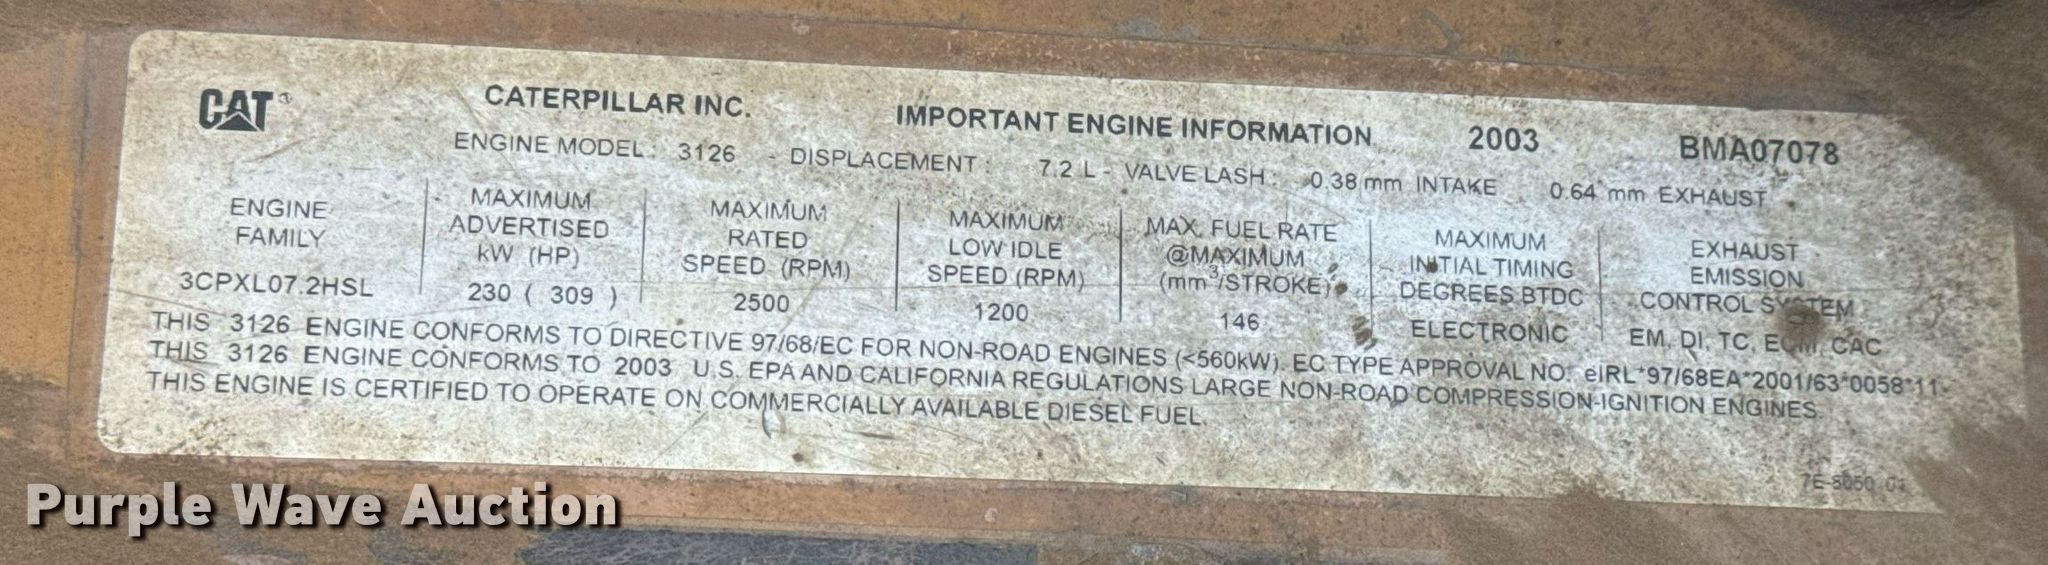 CAT® CATERPILLAR INC. IMPORTANT ENGINE INFORMATION 2003 BMA07078
ENGINE MODEL: 3126 - DISPLACEMENT: 7.2 L - VALVE LASH: 0.38 mm INTAKE 0.64 mm EXHAUST
ENGINE FAMILY
3CPXL07.2HSL
MAXIMUM ADVERTISED kW (HP)
230 ( 309 )
MAXIMUM RATED SPEED (RPM)
2500
MAXIMUM LOW IDLE SPEED (RPM)
1200
MAX. FUEL RATE @MAXIMUM (mm³/STROKE)
146
MAXIMUM INITIAL TIMING DEGREES BTDC
ELECTRONIC
EXHAUST EMISSION CONTROL SYSTEM
EM, DI, TC, ECM, CAC
THIS 3126 ENGINE CONFORMS TO DIRECTIVE 97/68/EC FOR NON-ROAD ENGINES (<560kW). EC TYPE APPROVAL NO: eIRL*97/68EA*2001/63*0058*11-
THIS 3126 ENGINE CONFORMS TO 2003 U.S. EPA AND CALIFORNIA REGULATIONS LARGE NON-ROAD COMPRESSION-IGNITION ENGINES.
THIS ENGINE IS CERTIFIED TO OPERATE ON COMMERCIALLY AVAILABLE DIESEL FUEL.
7E-5050 01
Purple Wave Auction